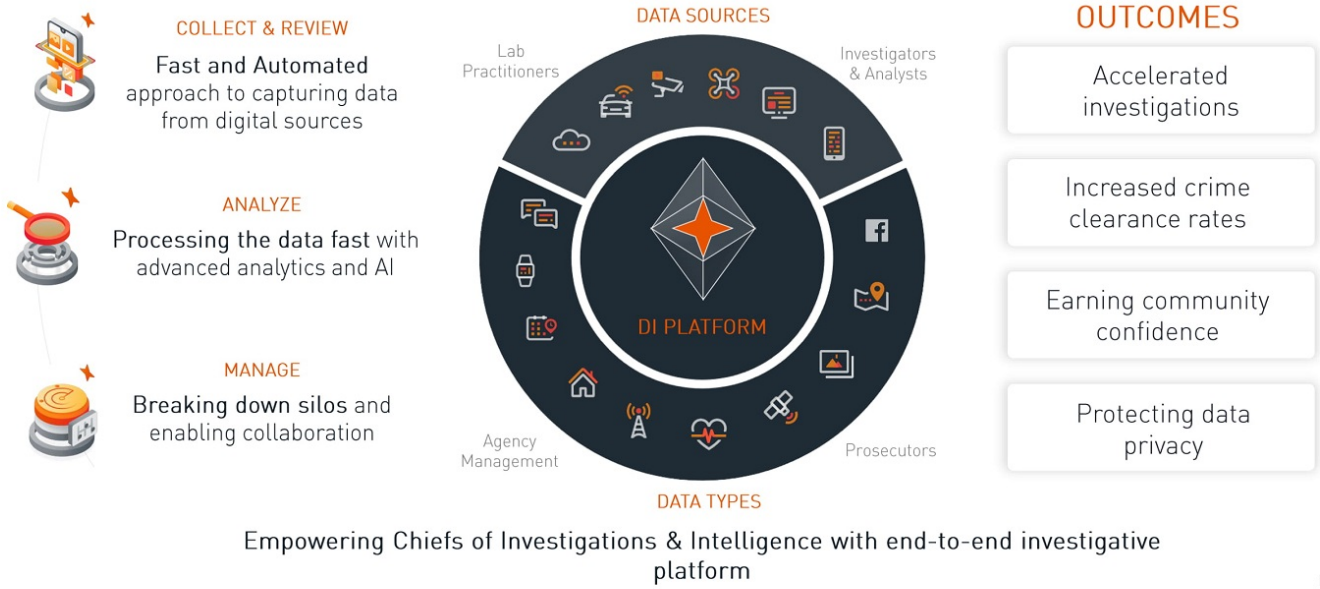 COLLECT & REVIEW
Fast and Automated
approach to capturing data
from digital sources
ANALYZE
Processing the data fast with
advanced analytics and AI
MANAGE
Breaking down silos and
enabling collaboration
DATA SOURCES
Lab
Practitioners
Investigators
& Analysts
DI PLATFORM
Agency
Management
Prosecutors
DATA TYPES
OUTCOMES
Accelerated
investigations
Increased crime
clearance rates
Earning community
confidence
Protecting data
privacy
Empowering Chiefs of Investigations & Intelligence with end-to-end investigative
platform